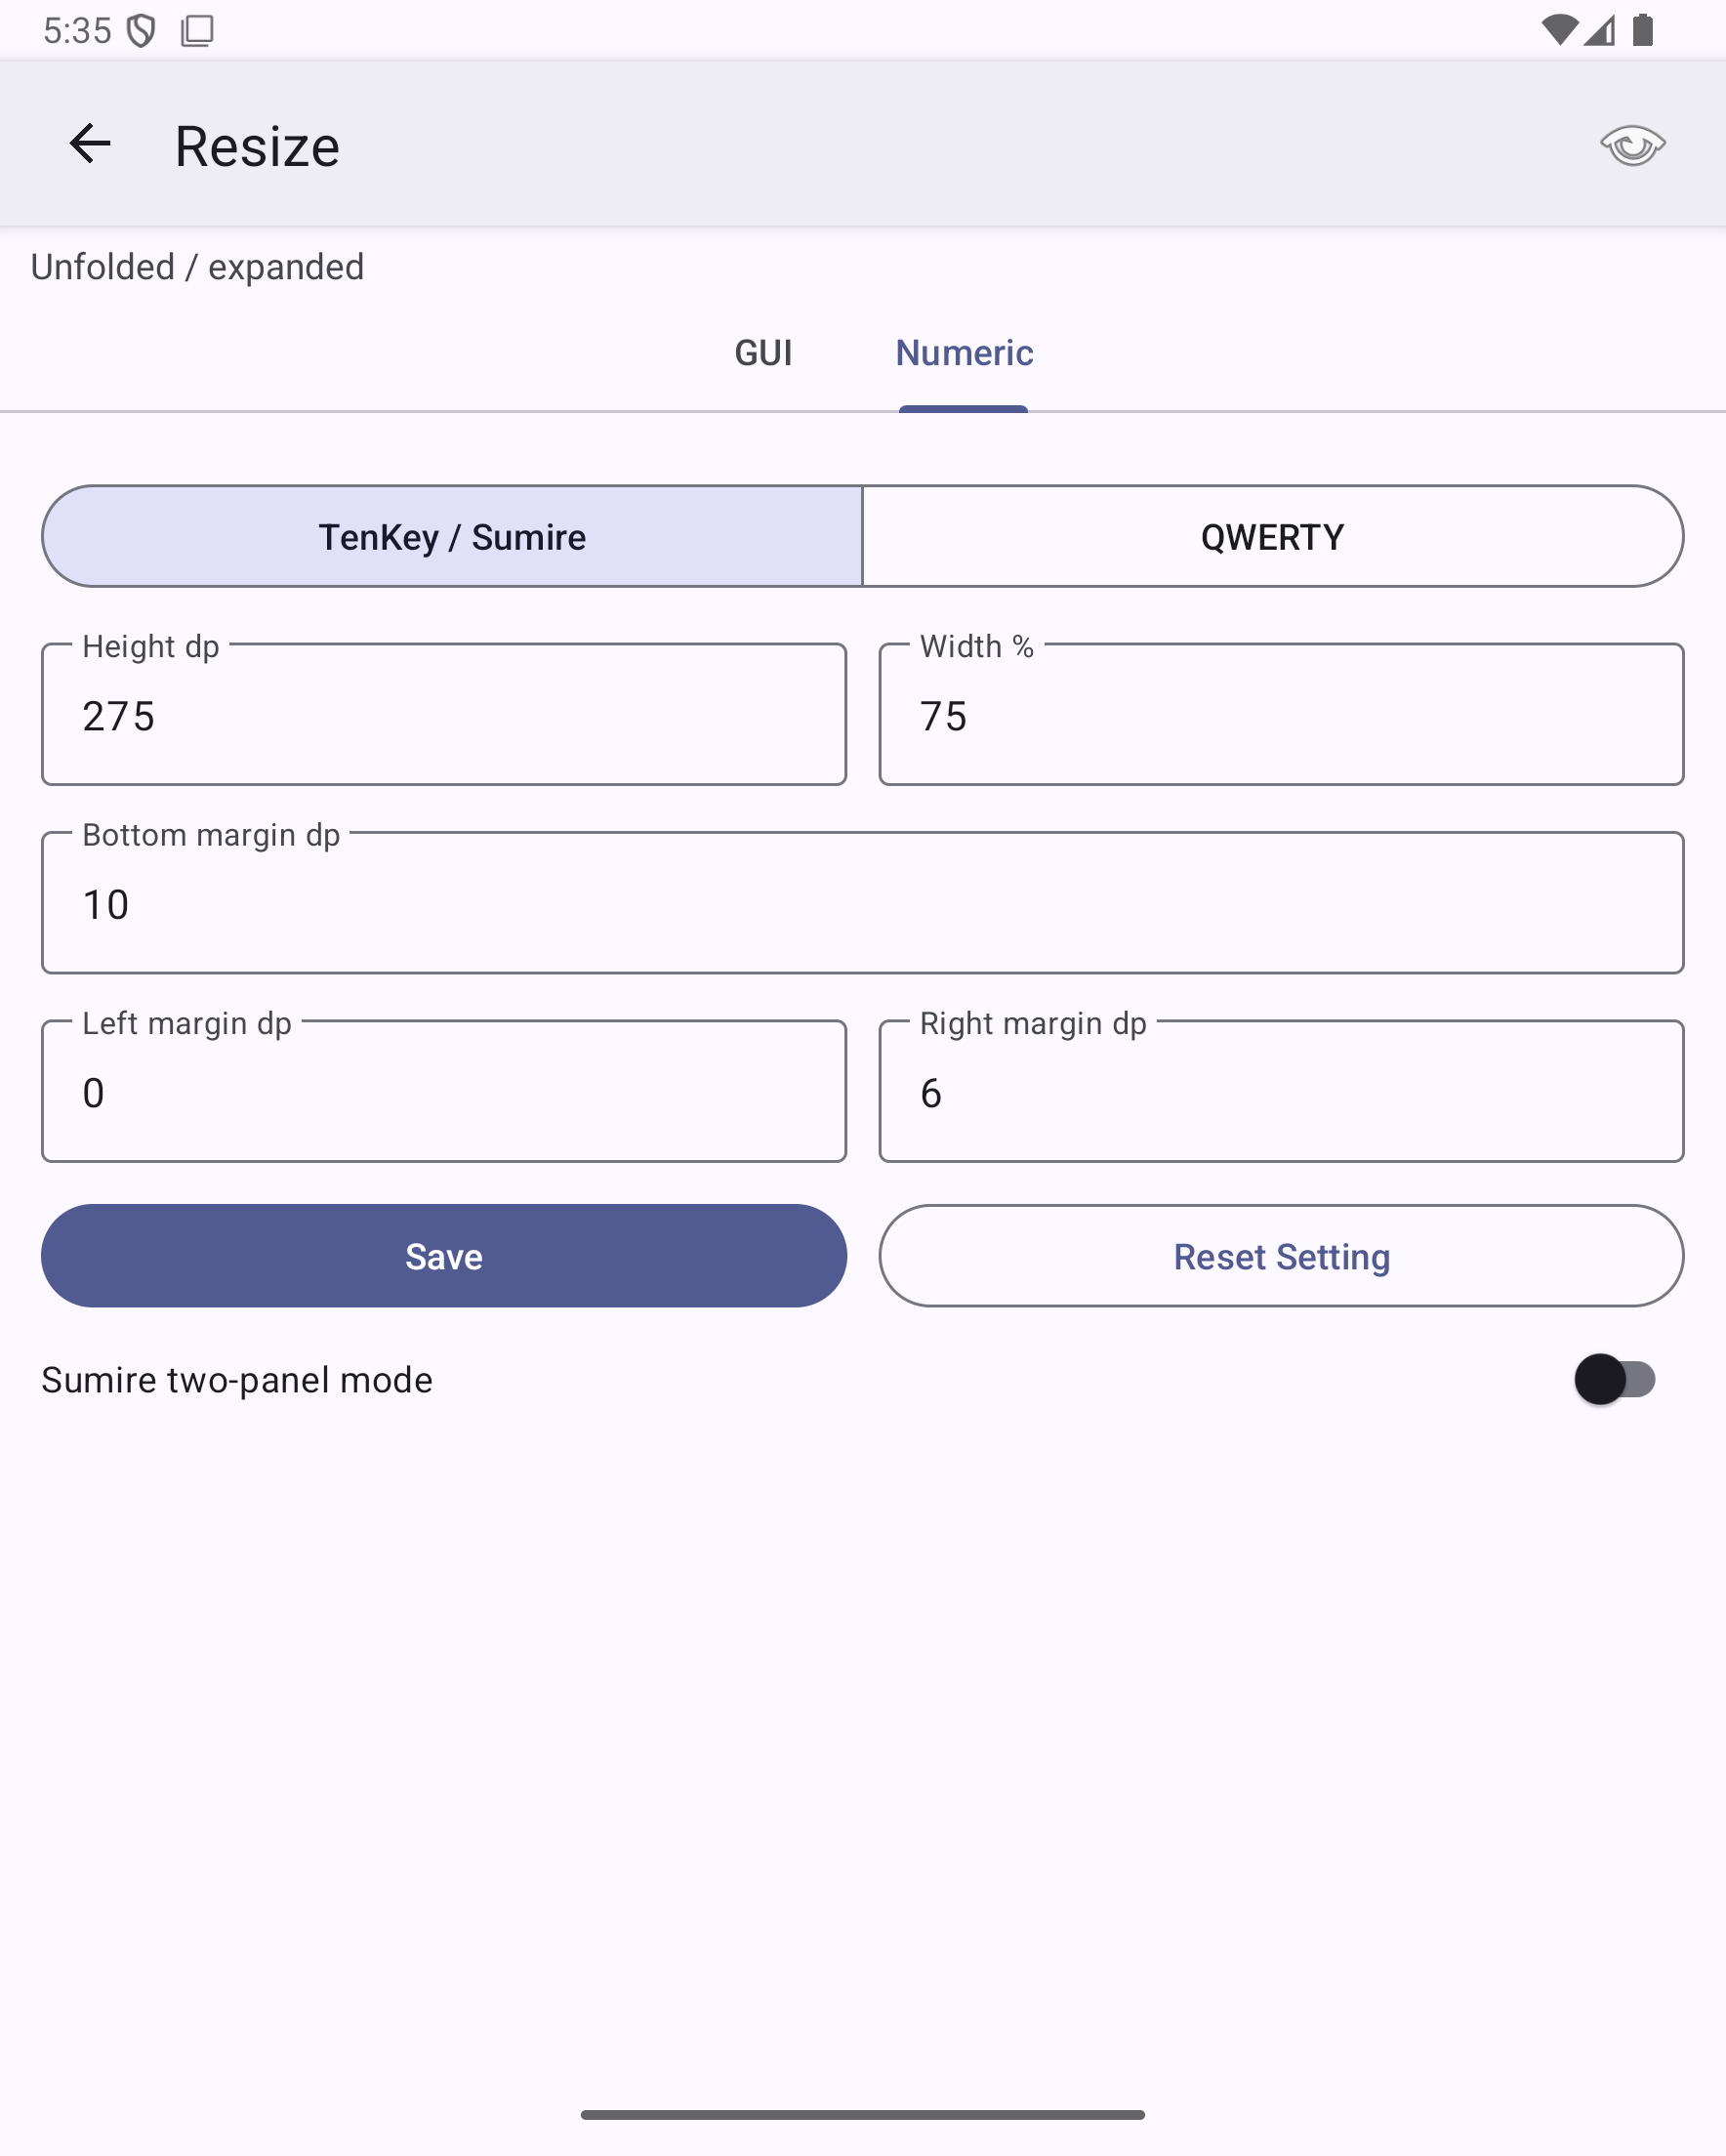 5:35
Resize
Unfolded / expanded
GUI Numeric
TenKey / Sumire QWERTY
Height dp Width %
275 75
Bottom margin dp
10
Left margin dp Right margin dp
0 6
Save Reset Setting
Sumire two-panel mode